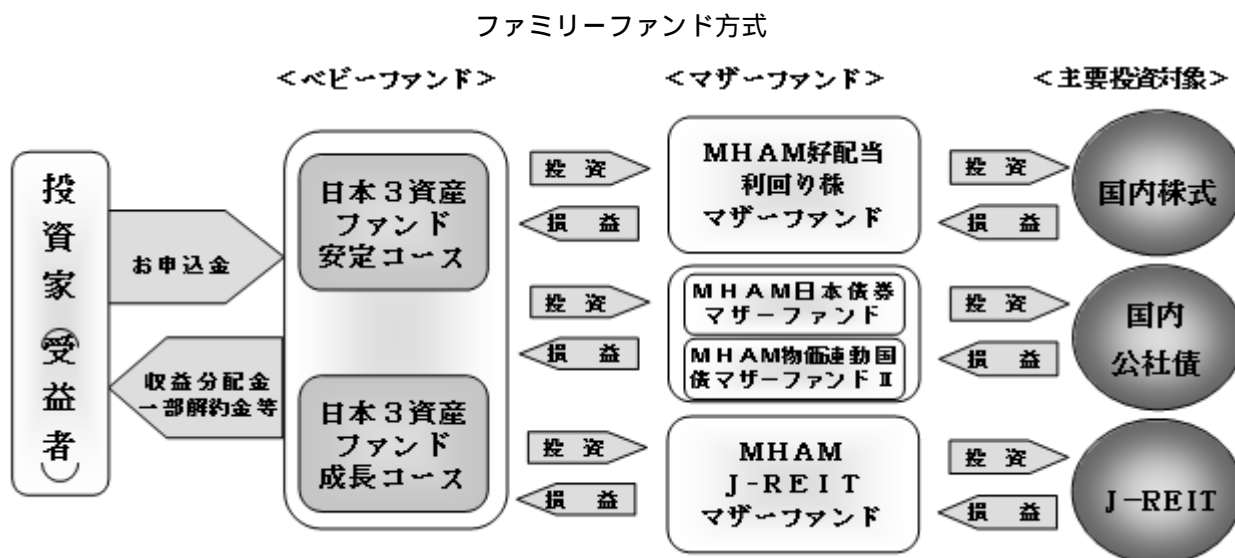 ファミリーファンド方式
＜ベビーファンド＞
＜マザーファンド＞
＜主要投資対象＞
投資家（受益者）
お申込金
収益分配金
一部解約金等
日本３資産
ファンド
安定コース
日本３資産
ファンド
成長コース
投 資
損 益
投 資
損 益
投 資
損 益
MHAM好配当
利回り株
マザーファンド
MHAM日本債券
マザーファンド
MHAM物価連動国
債マザーファンドⅡ
MHAM
J-REIT
マザーファンド
投 資
損 益
投 資
損 益
投 資
損 益
国内株式
国内
公社債
J-REIT